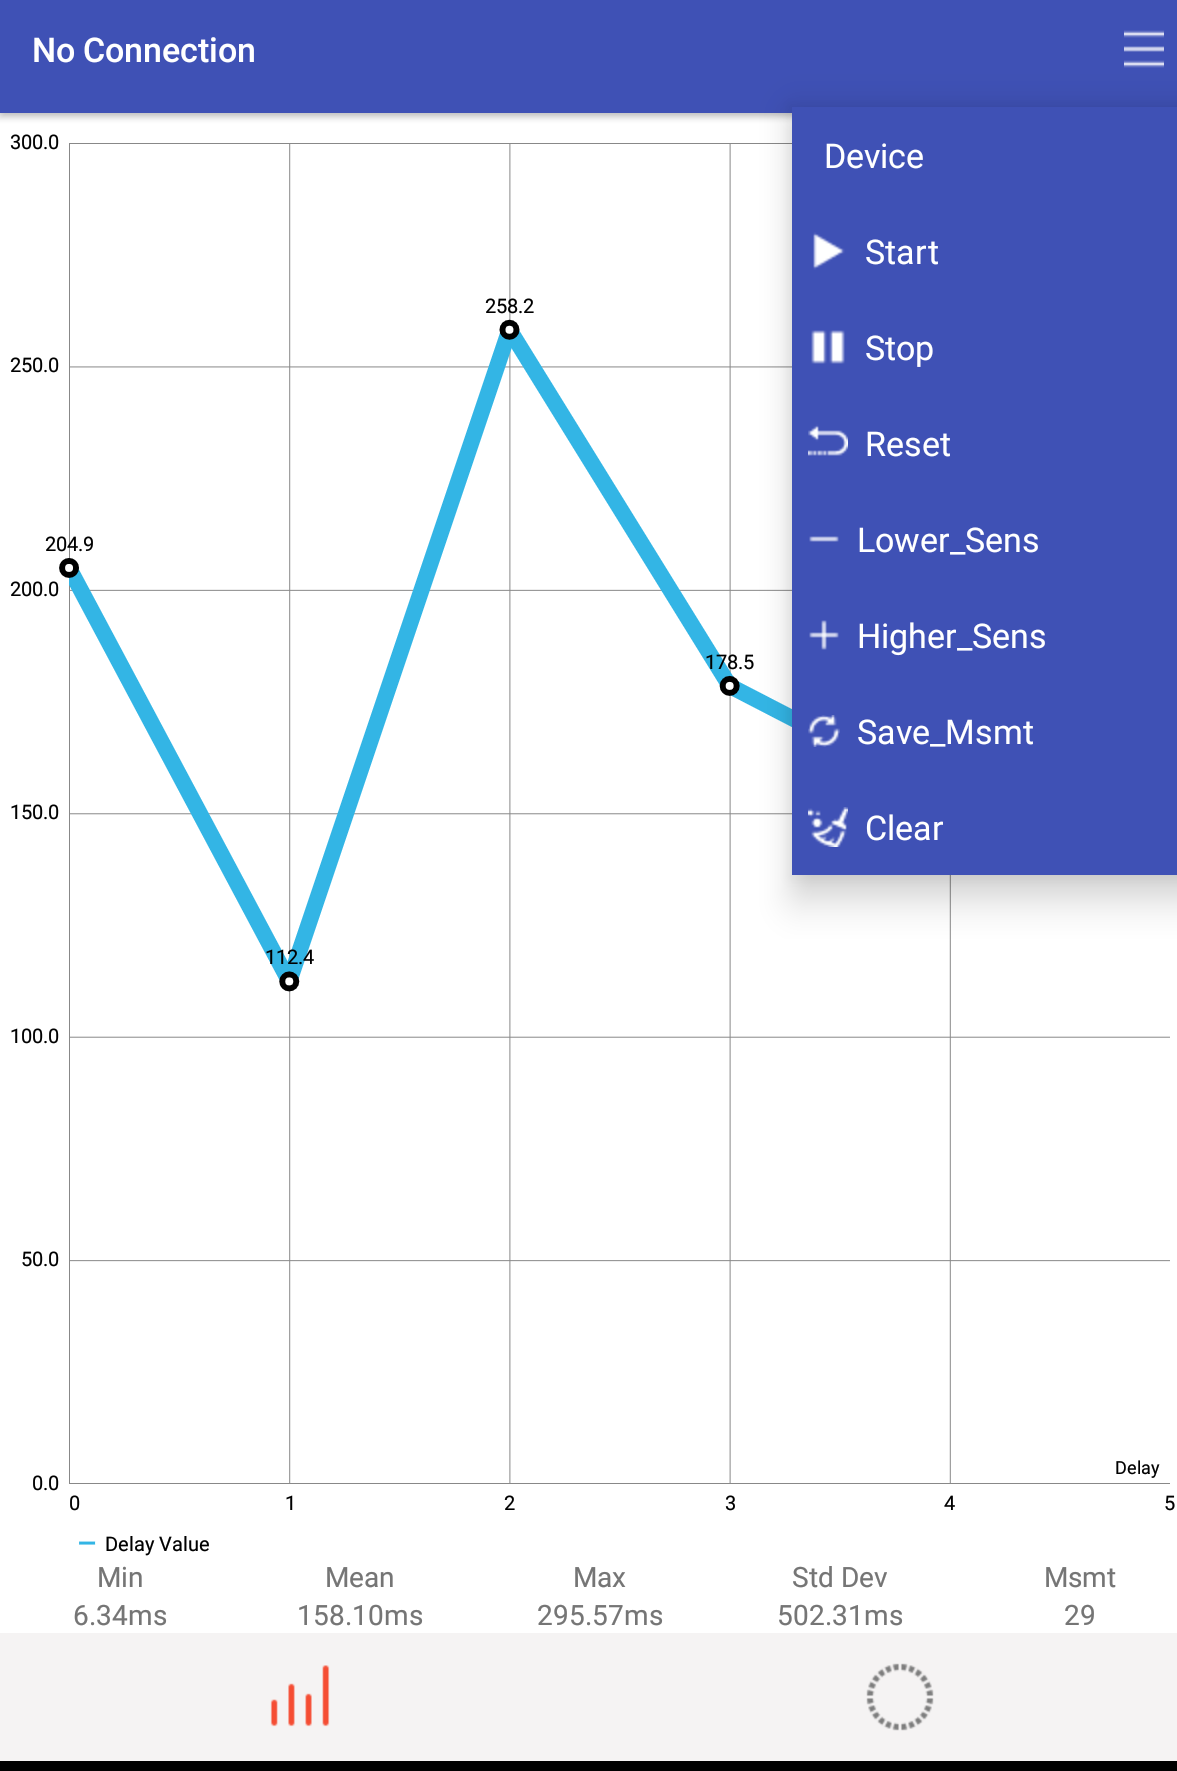 No Connection
Device
Start
Stop
Reset
Lower_Sens
Higher_Sens
Save_Msmt
Clear
300.0
250.0
200.0
150.0
100.0
50.0
0.0
204.9
112.4
258.2
178.5
Delay
0 1 2 3 4 5
Delay Value
Min Mean Max Std Dev Msmt
6.34ms 158.10ms 295.57ms 502.31ms 29